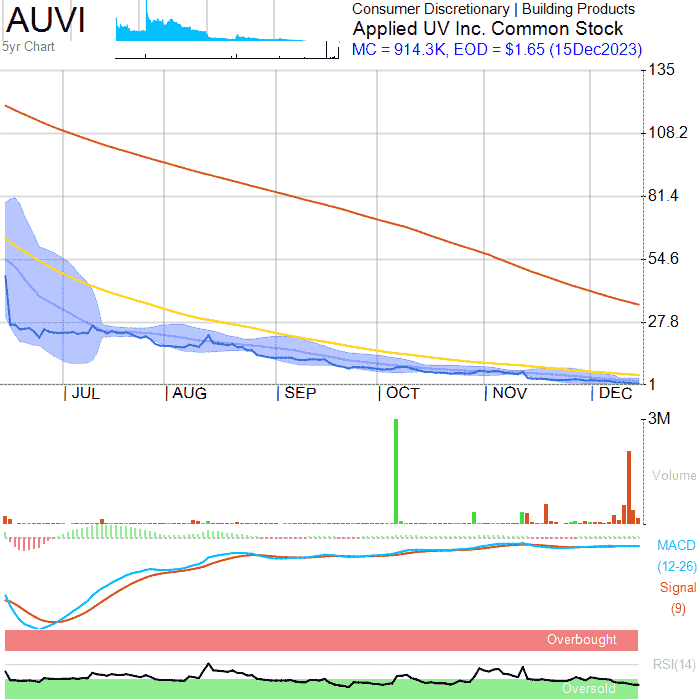 AUVI
5yr Chart
Consumer Discretionary | Building Products
Applied UV Inc. Common Stock
MC = 914.3K, EOD = $1.65 (15Dec2023)
135
108.2
81.4
54.6
27.8
1
JUL AUG SEP OCT NOV DEC
3M
Volume
MACD
(12-26)
Signal
(9)
Overbought
RSI(14)
Oversold